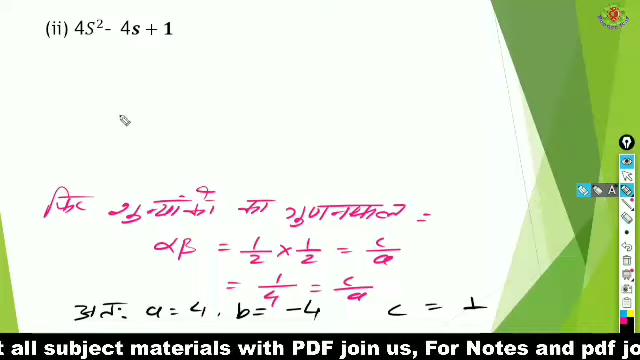 (ii) 4S² - 4s + 1
फिर शून्यांकों का गुणनफल =
αβ = 1/2 × 1/2 = c/a
= 1/4 = c/a
अतः a = 4, b = -4 c = 1
t all subject materials with PDF join us, For Notes and pdf jo